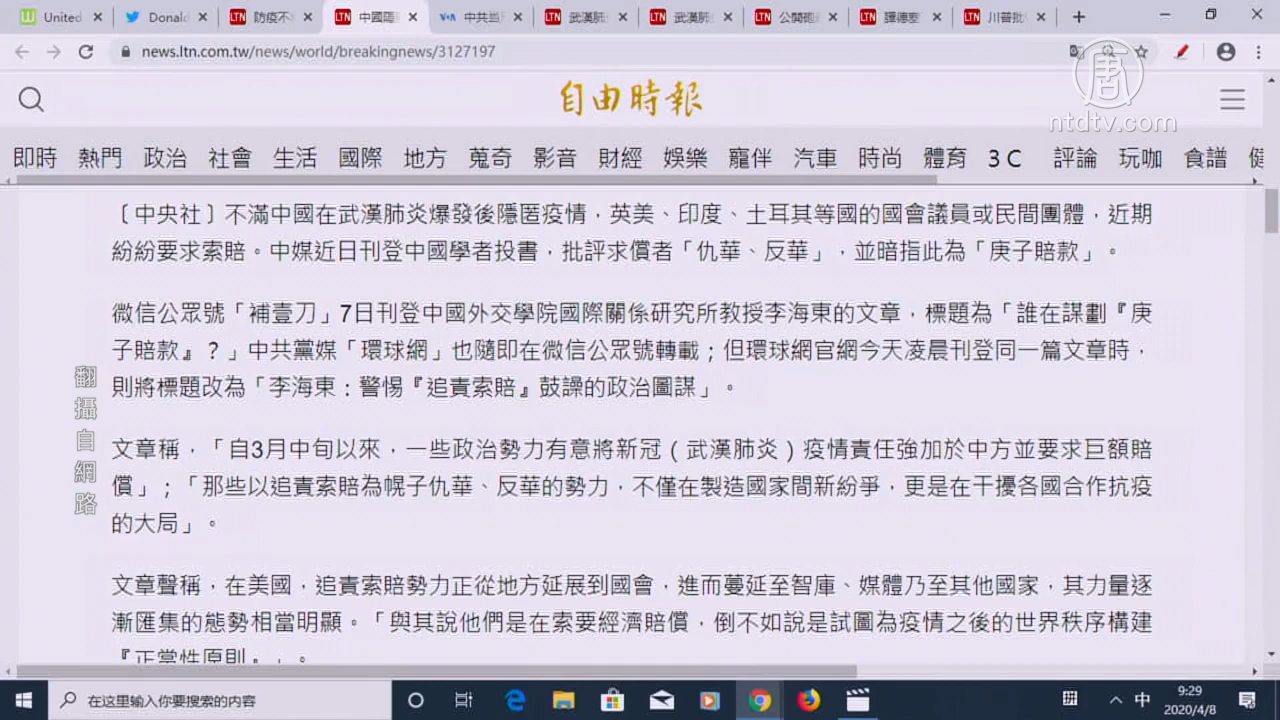 United
Donald
防疫不
中國隱
VOA
中共當
LTN
武漢肺
LTN
武漢肺
LTN
公開砲
LTN
譚德塞
LTN
川普批
news.ltn.com.tw/news/world/breakingnews/3127197
唐
ntdtv.com
自由時報
即時 熱門 政治 社會 生活 國際 地方 蒐奇 影音 財經 娛樂 寵伴 汽車 時尚 體育 3C 評論 玩咖 食譜
〔中央社〕不滿中國在武漢肺炎爆發後隱匿疫情，英美、印度、土耳其等國的國會議員或民間團體，近期
紛紛要求索賠。中媒近日刊登中國學者投書，批評求償者「仇華、反華」，並暗指此為「庚子賠款」。
微信公眾號「補壹刀」7日刊登中國外交學院國際關係研究所教授李海東的文章，標題為「誰在謀劃『庚
子賠款』？」中共黨媒「環球網」也隨即在微信公眾號轉載；但環球網官網今天凌晨刊登同一篇文章時，
則將標題改為「李海東：警惕『追責索賠』鼓譟的政治圖謀」。
文章稱，「自3月中旬以來，一些政治勢力有意將新冠（武漢肺炎）疫情責任強加於中方並要求巨額賠
償」；「那些以追責索賠為幌子仇華、反華的勢力，不僅在製造國家間新紛爭，更是在干擾各國合作抗疫
的大局」。
文章聲稱，在美國，追責索賠勢力正從地方延展到國會，進而蔓延至智庫、媒體乃至其他國家，其力量逐
漸匯集的態勢相當明顯。「與其說他們是在索要經濟賠償，倒不如說是試圖為疫情之後的世界秩序構建
『正當性原則』」。
翻攝自網路
在这里输入你要搜索的内容
中
9:29
2020/4/8